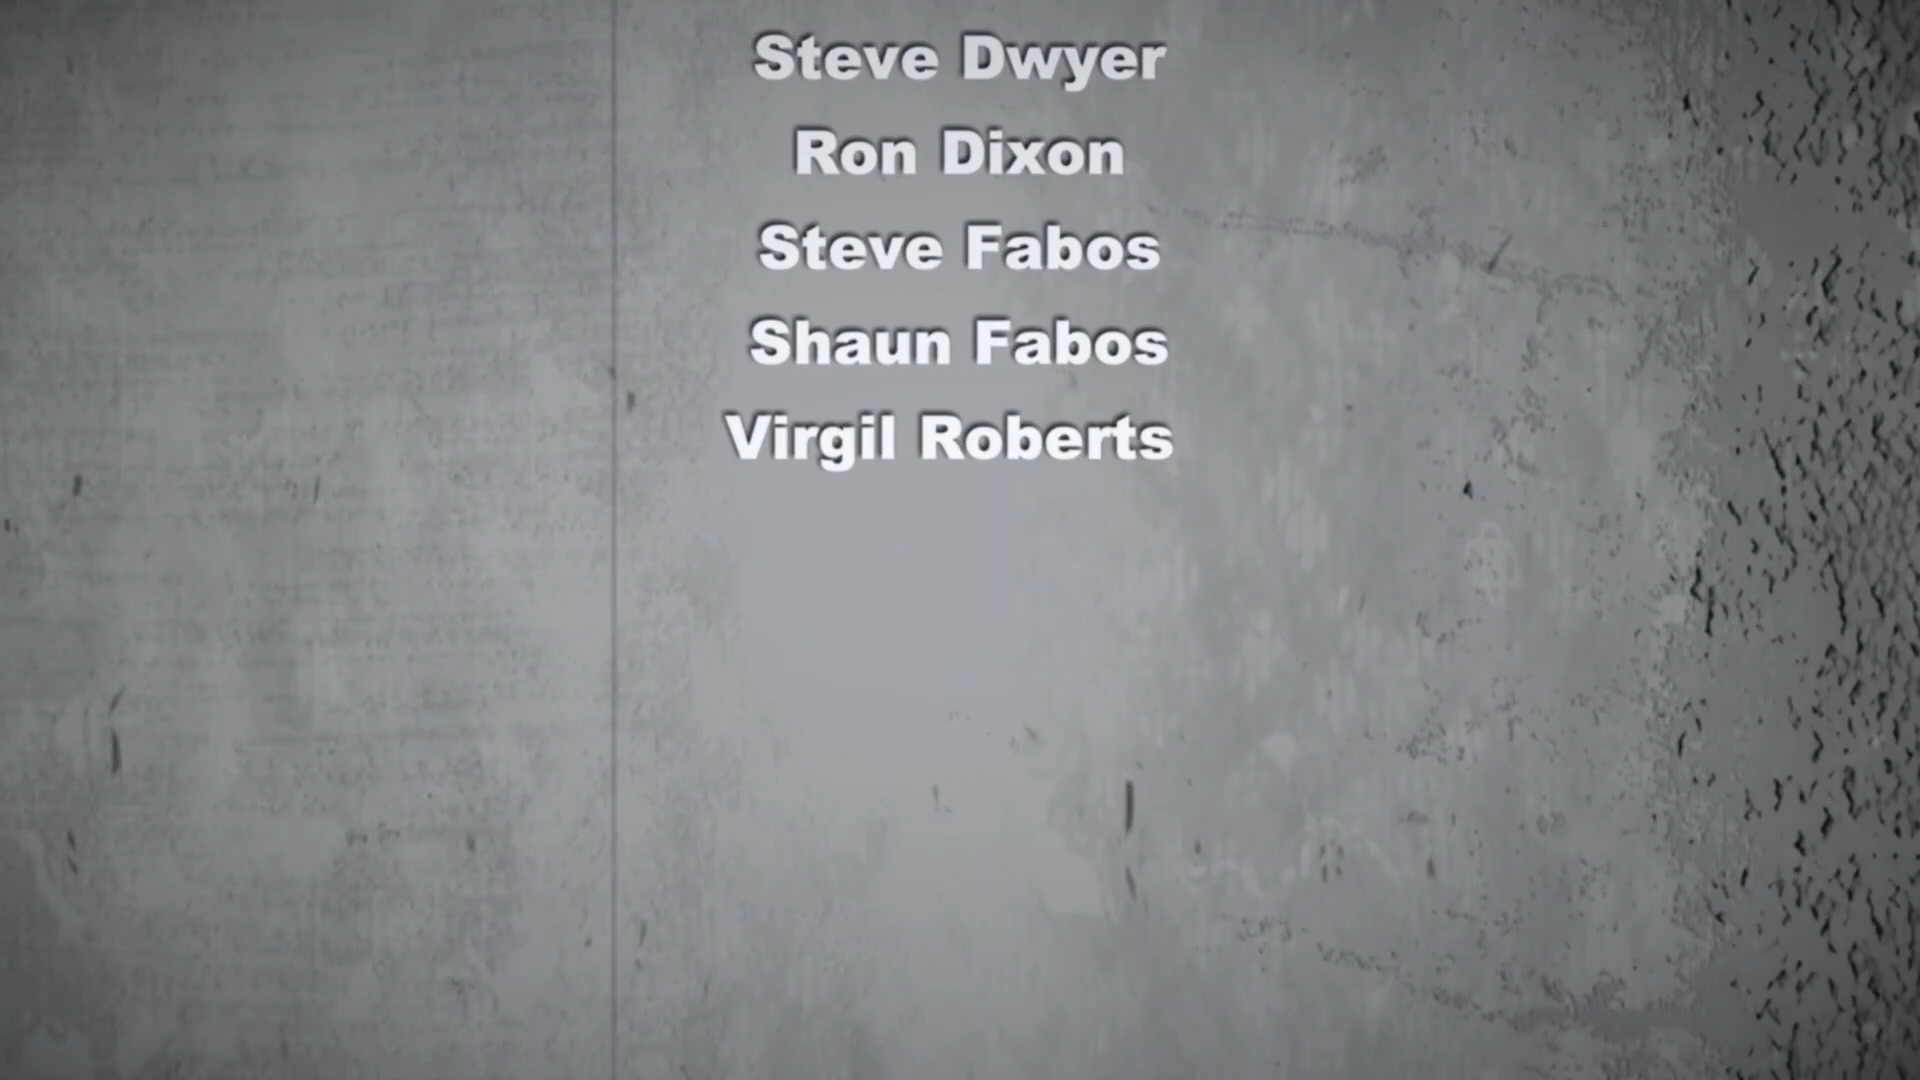 Steve Dwyer
Ron Dixon
Steve Fabos
Shaun Fabos
Virgil Roberts